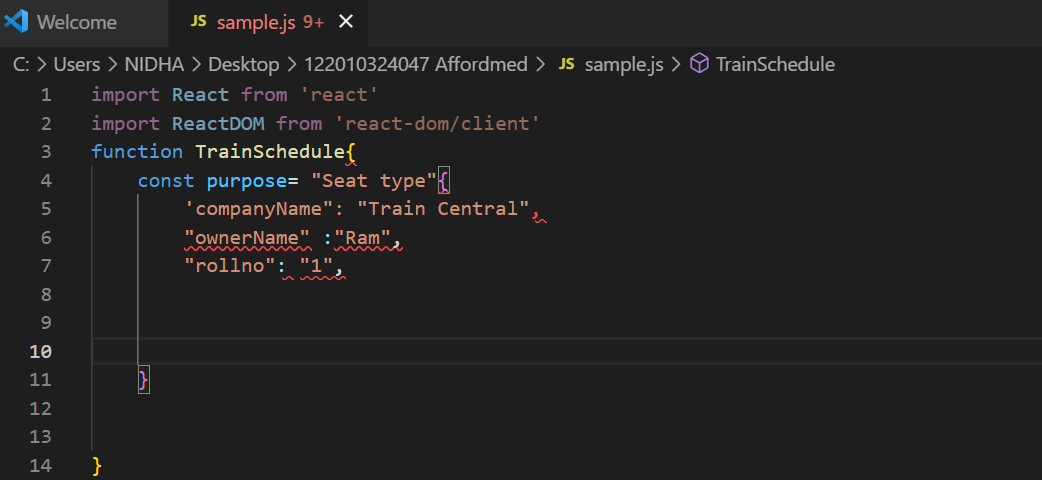 Welcome JS sample.js 9+ ×
C: > Users > NIDHA > Desktop > 122010324047 Affordmed > JS sample.js > TrainSchedule
1 import React from 'react'
2 import ReactDOM from 'react-dom/client'
3 function TrainSchedule{
4 const purpose= "Seat type"{
5 'companyName": "Train Central",
6 "ownerName" :"Ram",
7 "rollno": "1",
8
9
10
11 }
12
13
14 }